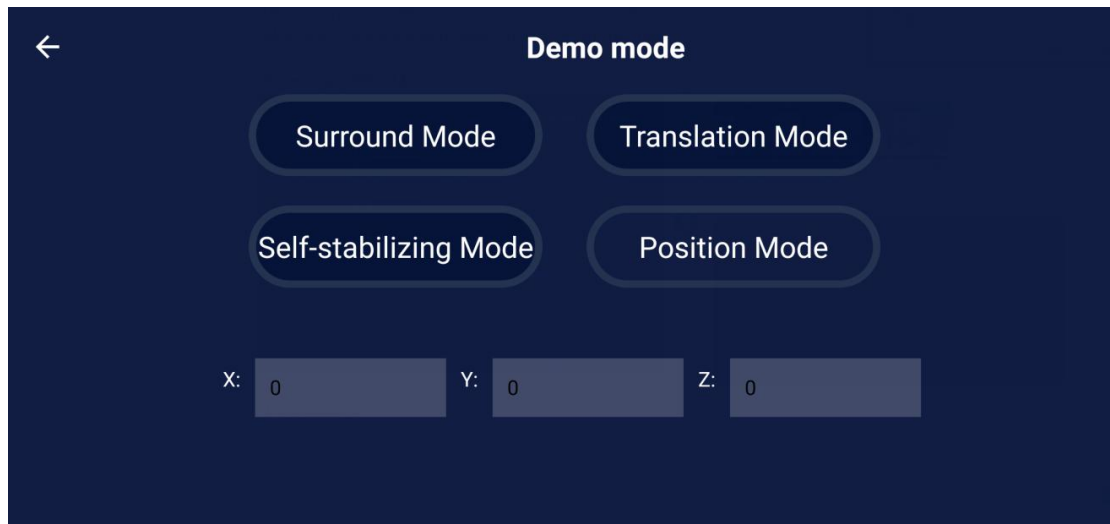 Demo mode
Surround Mode
Translation Mode
Self-stabilizing Mode
Position Mode
X: 0 Y: 0 Z: 0